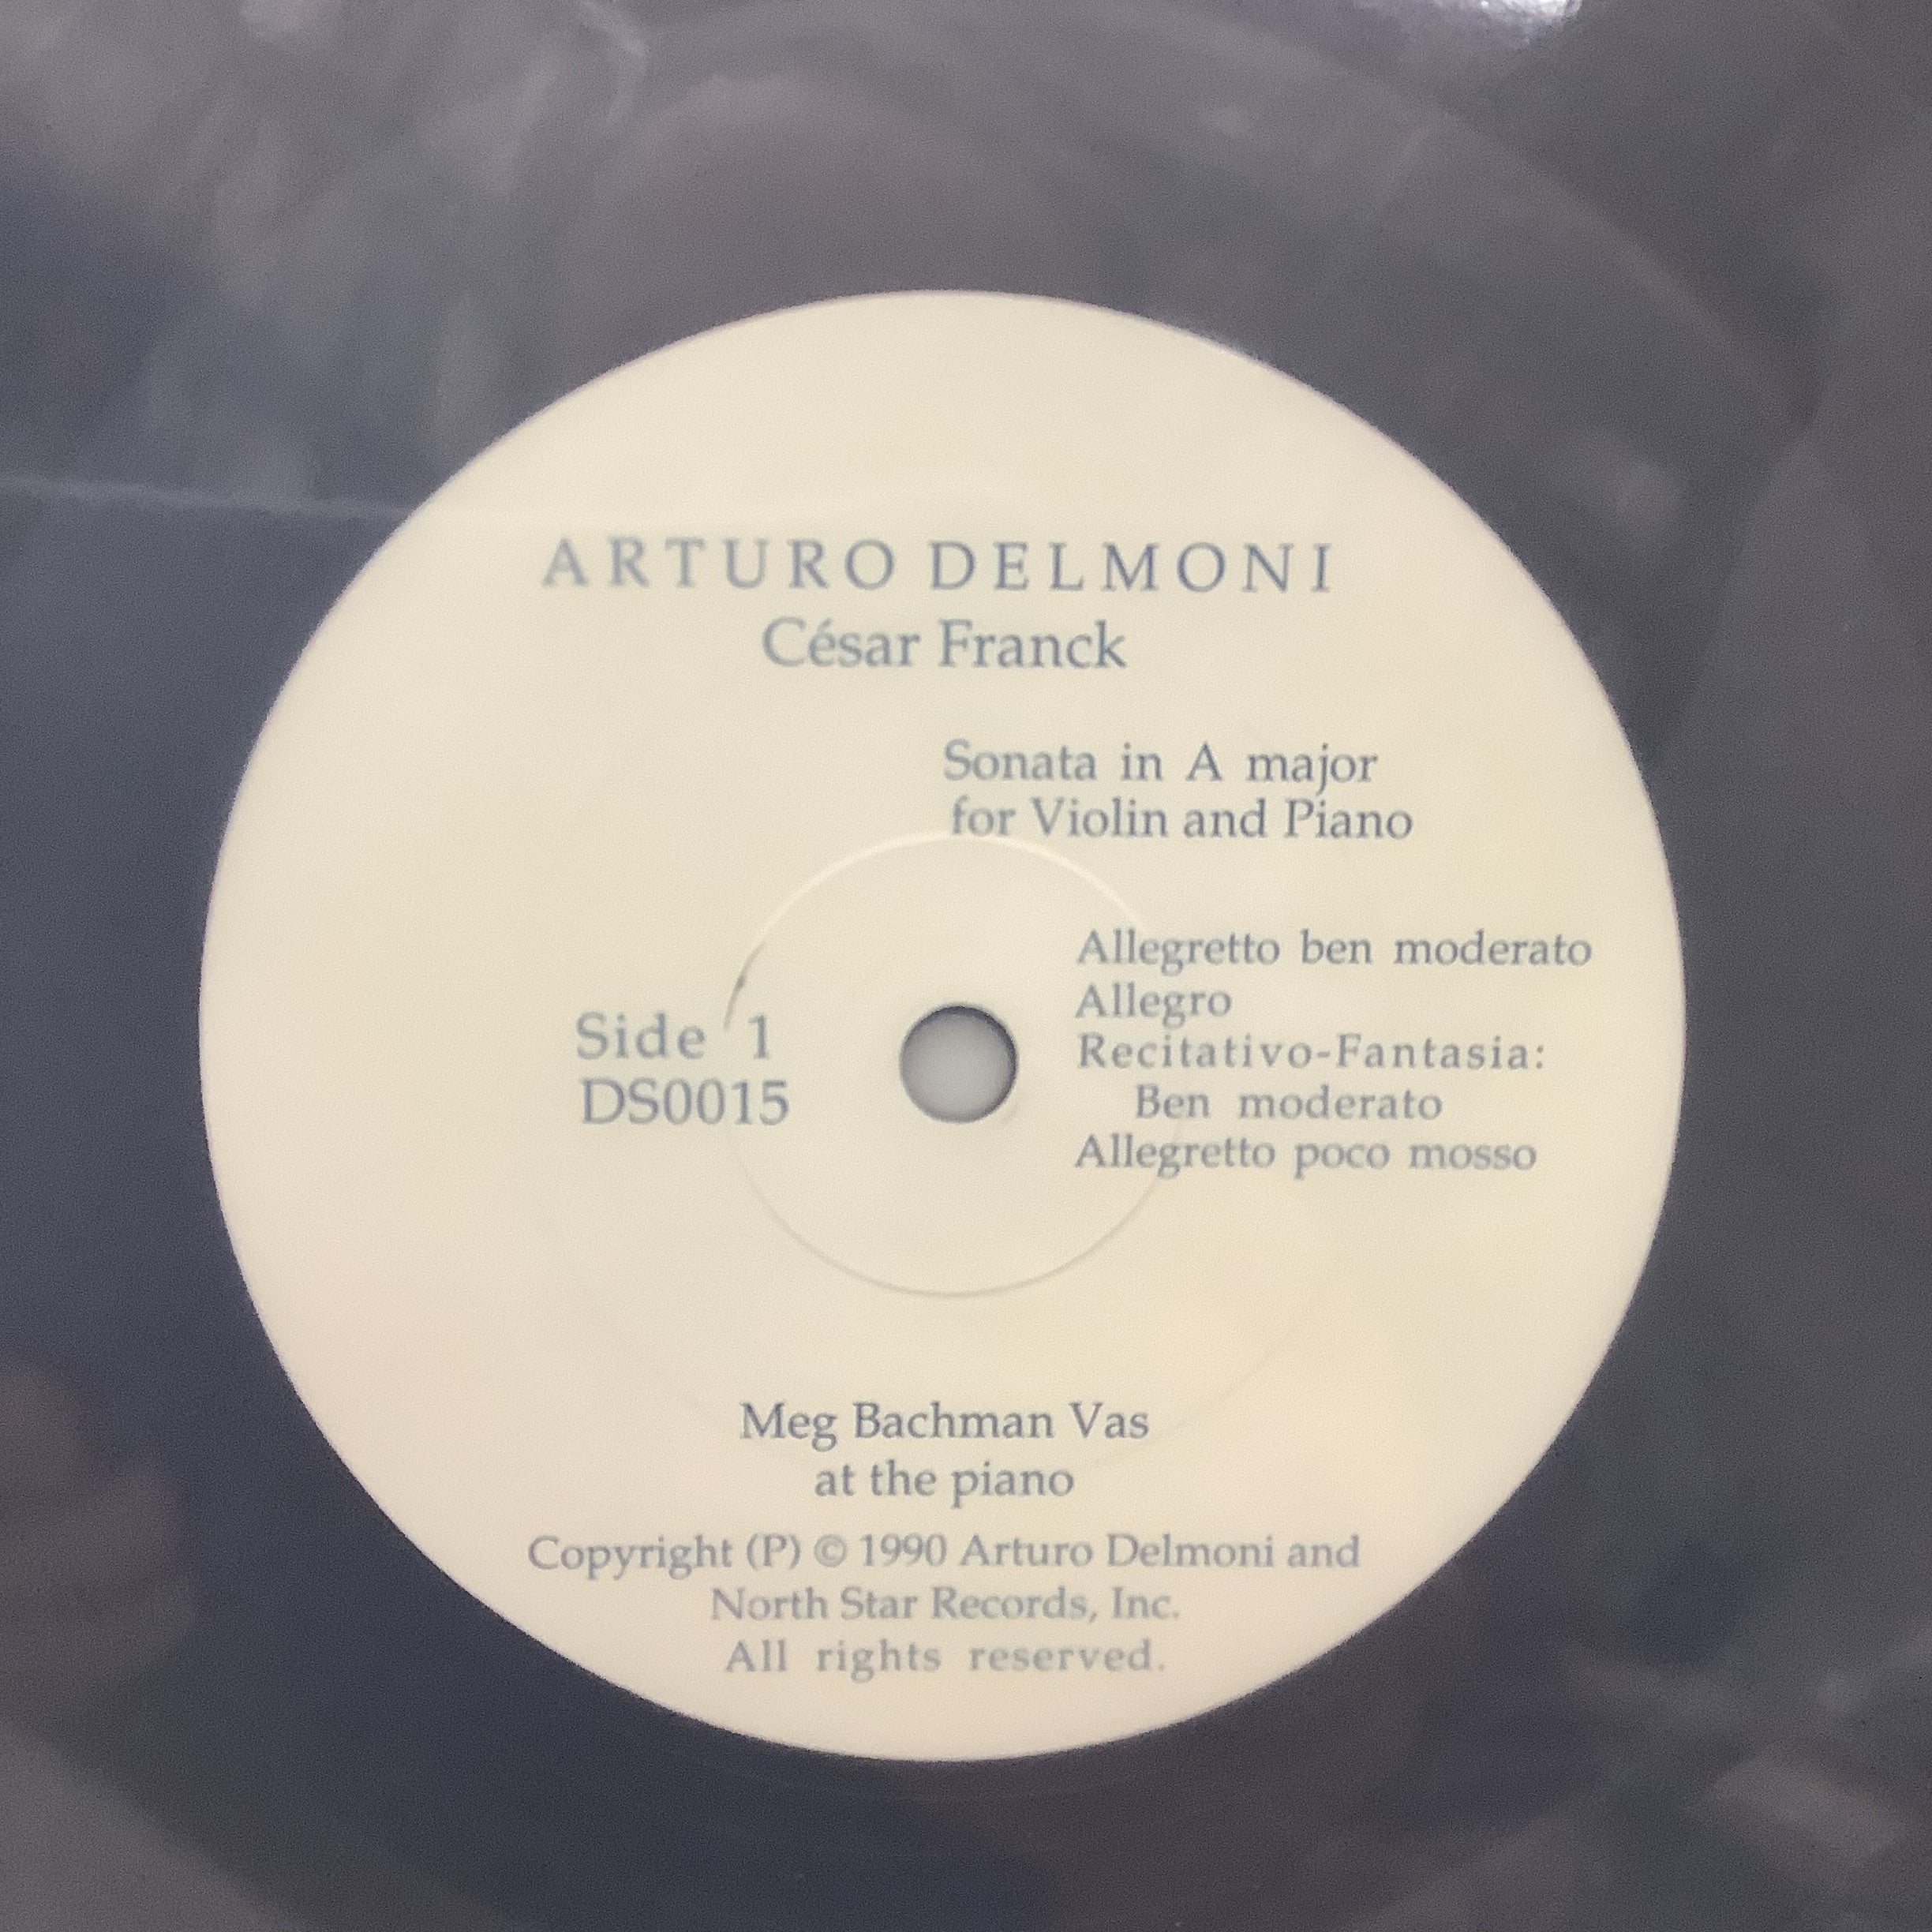 ARTURO DELMONI
César Franck
Sonata in A major
for Violin and Piano
Side 1
DS0015
Allegretto ben moderato
Allegro
Recitativo-Fantasia:
Ben moderato
Allegretto poco mosso
Meg Bachman Vas
at the piano
Copyright (P) © 1990 Arturo Delmoni and
North Star Records, Inc.
All rights reserved.